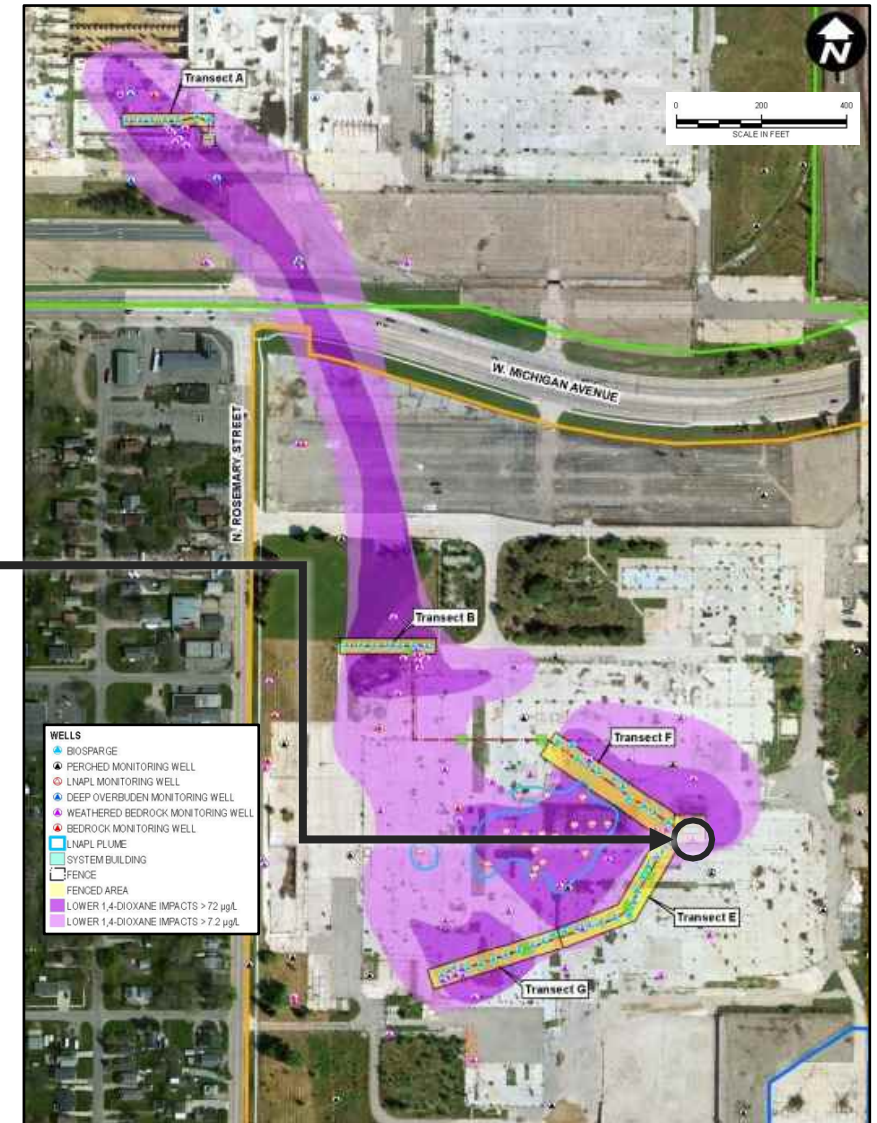 N
Transect A
0 200 400
SCALE IN FEET
W. MICHIGAN AVENUE
N. ROSEMARY STREET
Transect B
Transect F
WELLS
BIOSPARGE
PERCHED MONITORING WELL
LNAPL MONITORING WELL
DEEP OVERBUDEN MONITORING WELL
WEATHERED BEDROCK MONITORING WELL
BEDROCK MONITORING WELL
LNAPL PLUME
SYSTEM BUILDING
FENCE
FENCED AREA
LOWER 1,4-DIOXANE IMPACTS > 72 µg/L
LOWER 1,4-DIOXANE IMPACTS > 7.2 µg/L
Transect E
Transect G